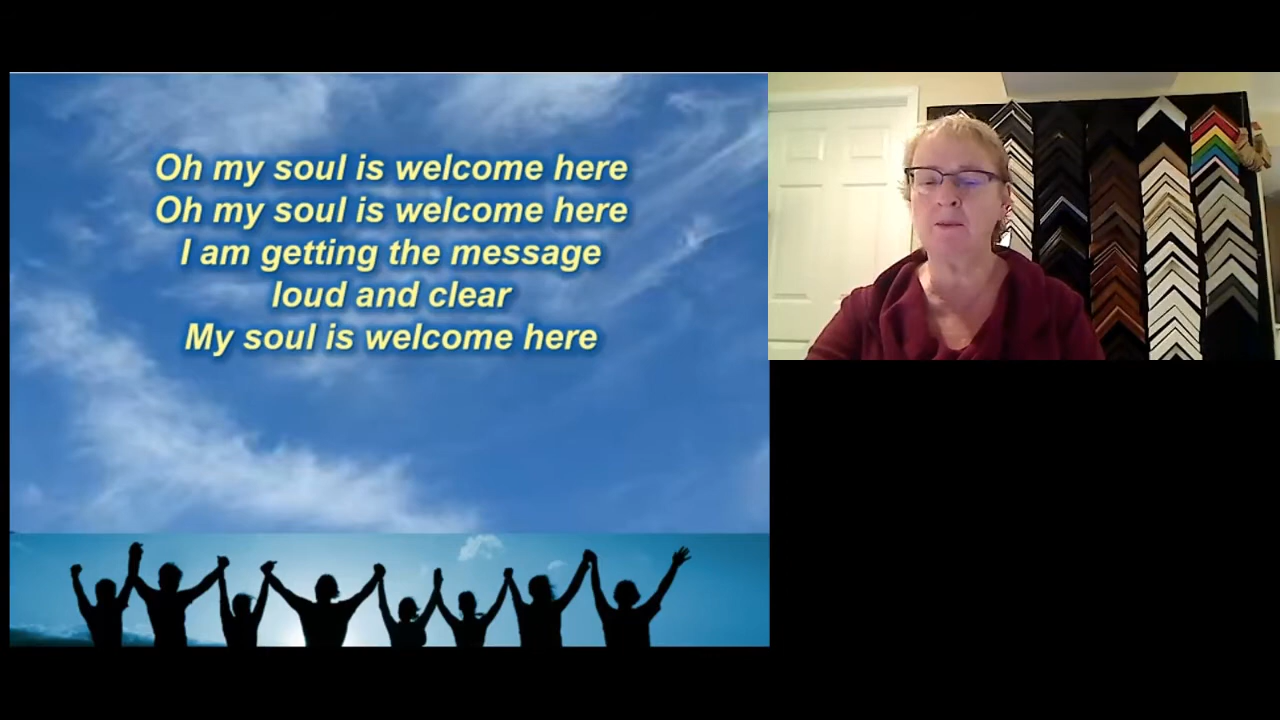 Oh my soul is welcome here
Oh my soul is welcome here
I am getting the message
loud and clear
My soul is welcome here